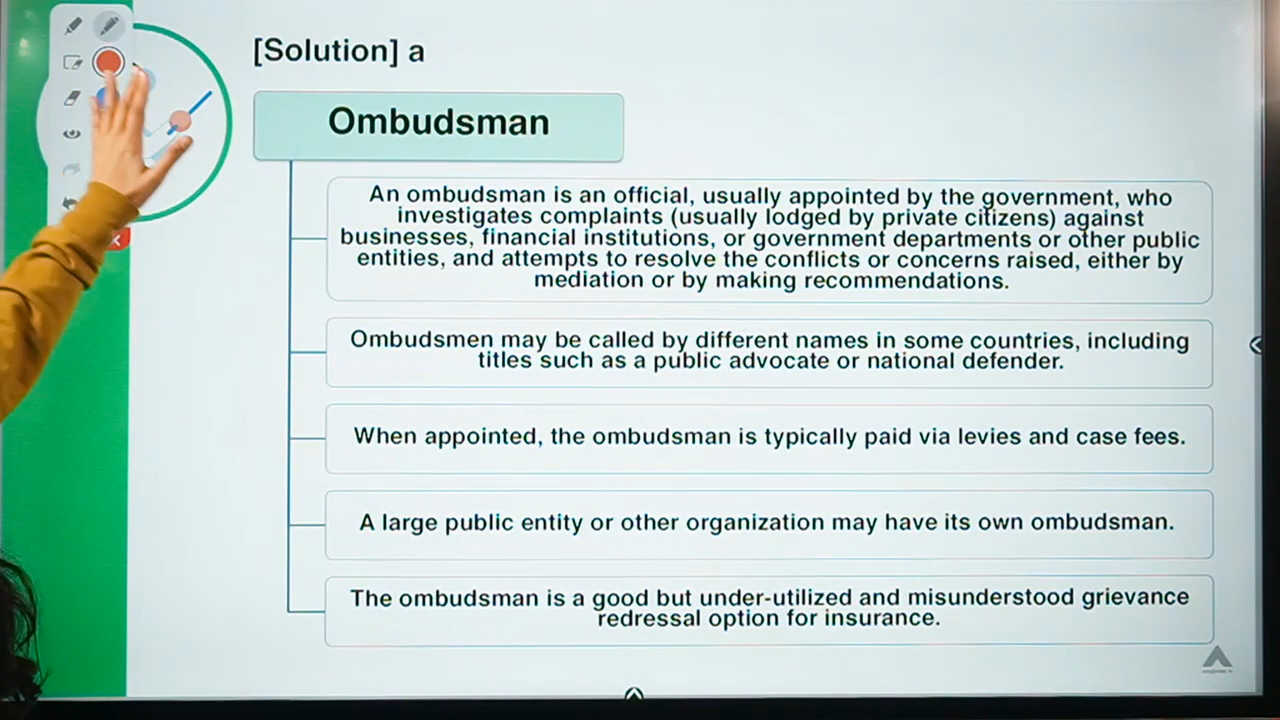 [Solution] a
Ombudsman
An ombudsman is an official, usually appointed by the government, who
investigates complaints (usually lodged by private citizens) against
businesses, financial institutions, or government departments or other public
entities, and attempts to resolve the conflicts or concerns raised, either by
mediation or by making recommendations.
Ombudsmen may be called by different names in some countries, including
titles such as a public advocate or national defender.
When appointed, the ombudsman is typically paid via levies and case fees.
A large public entity or other organization may have its own ombudsman.
The ombudsman is a good but under-utilized and misunderstood grievance
redressal option for insurance.